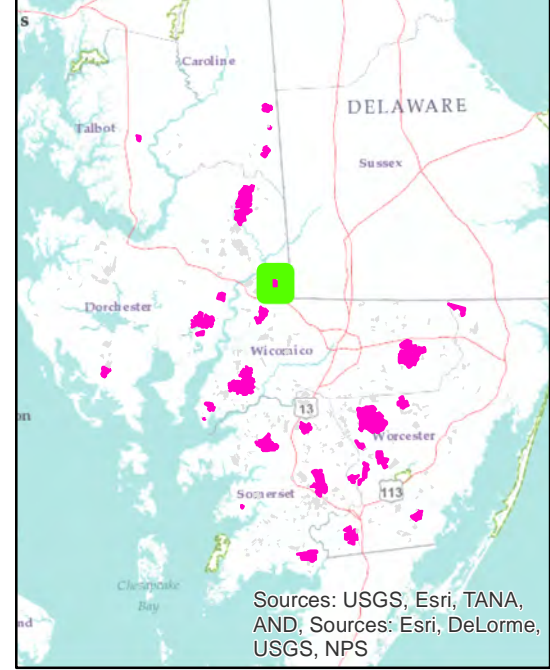 s
Caroline
DELAWARE
Talbot
Sussex
Dorchester
Wicomico
13
on
Worcester
Somerset
113
Chesapeake
Bay
nd
Sources: USGS, Esri, TANA,
AND, Sources: Esri, DeLorme,
USGS, NPS